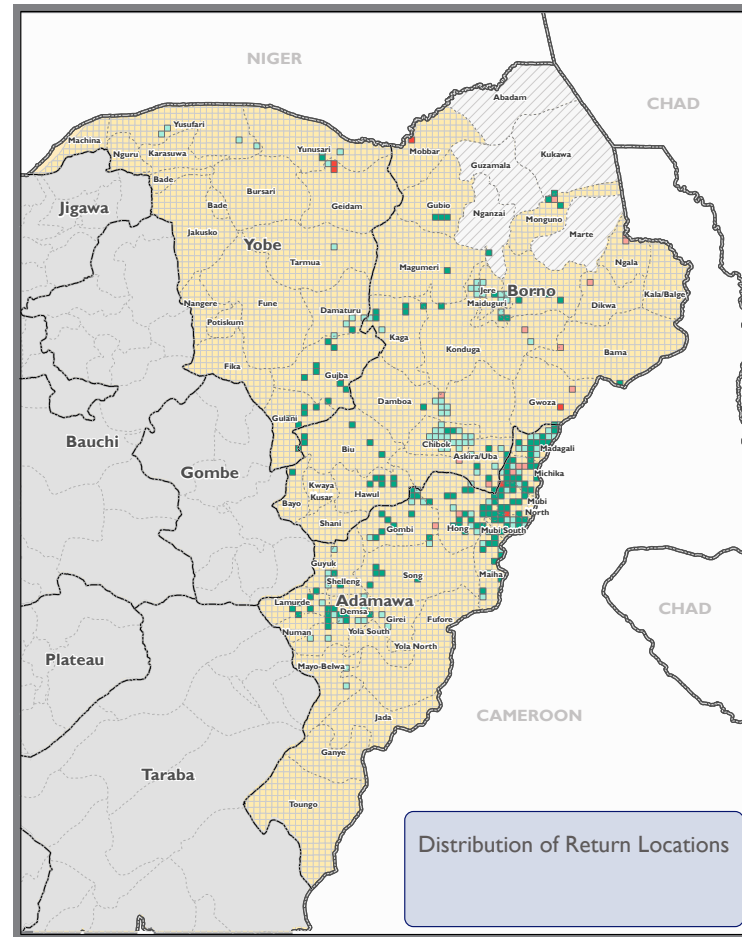 NIGER
Abadam
CHAD
Yusufari
Machina
Nguru
Karasuwa
Yunusari
Mobbar
Kukawa
Guzamala
Bade
Bursari
Jigawa
Bade
Geidam
Gubio
Nganzai
Monguno
Jakusko
Marte
Yobe
Tarmua
Magumeri
Ngala
Jere
Borno
Kala/Balge
Nangere
Fune
Maiduguri
Dikwa
Damaturu
Potiskum
Kaga
Konduga
Bama
Fika
Gujba
Damboa
Gwoza
Gulani
Bauchi
Chibok
Madagali
Biu
Askira/Uba
Gombe
Michika
Kwaya
Kusar
Hawul
Bayo
Mubi
North
Shani
Gombi
Hong
Mubi South
Guyuk
Shelleng
Song
Maiha
Lamurde
Adamawa
CHAD
Demsa
Girei
Fufore
Numan
Yola South
Yola North
Plateau
Mayo-Belwa
Jada
CAMEROON
Ganye
Taraba
Toungo
Distribution of Return Locations